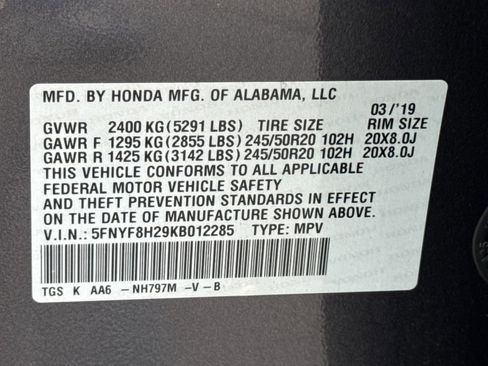 MFD. BY HONDA MFG. OF ALABAMA, LLC
03 /'19
GVWR 2400 KG(5291 LBS) TIRE SIZE RIM SIZE
GAWR F 1295 KG(2855 LBS)245/50R20 102H 20X8.0J
GAWR R 1425 KG(3142 LBS)245/50R20 102H 20X8.0J
THIS VEHICLE CONFORMS TO ALL APPLICABLE
FEDERAL MOTOR VEHICLE SAFETY
AND THEFT PREVENTION STANDARDS IN EFFECT
ON THE DATE OF MANUFACTURE SHOWN ABOVE.
V.I.N.: 5FNYF8H29KB012285 TYPE: MPV
TGS K AA6 -NH797M -V -B